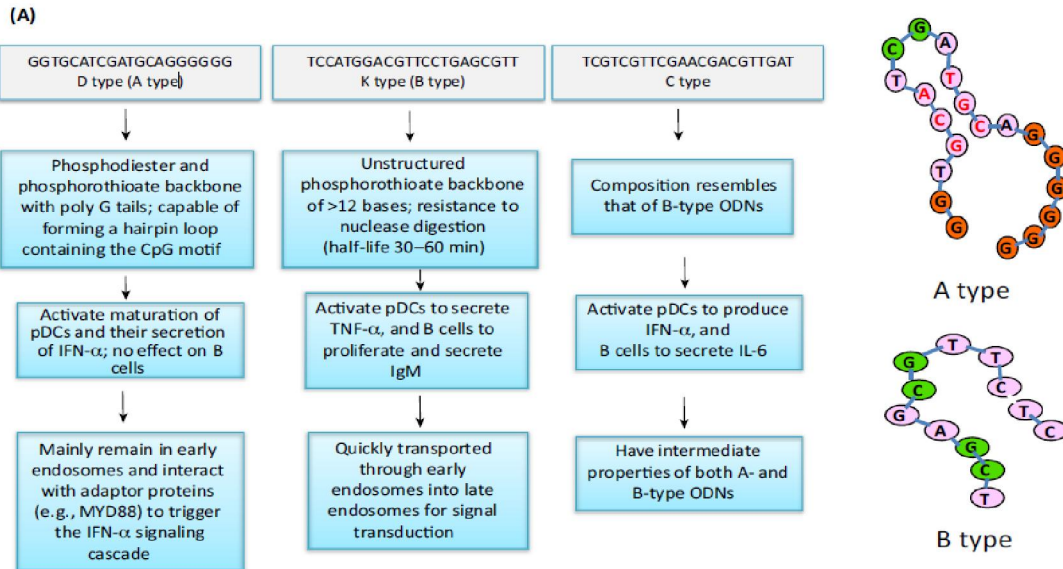 (A)
GGTGCATCGATGCAGGGGGG
D type (A type)
Phosphodiester and
phosphorothioate backbone
with poly G tails; capable of
forming a hairpin loop
containing the CpG motif
Activate maturation of
pDCs and their secretion
of IFN-α; no effect on B
cells
Mainly remain in early
endosomes and interact
with adaptor proteins
(e.g., MYD88) to trigger
the IFN-α signaling
cascade
TCCATGGACGTTCCTGAGCGTT
K type (B type)
Unstructured
phosphorothioate backbone
of >12 bases; resistance to
nuclease digestion
(half-life 30–60 min)
Activate pDCs to secrete
TNF-α, and B cells to
proliferate and secrete
IgM
Quickly transported
through early
endosomes into late
endosomes for signal
transduction
TCGTCGTTCGAACGACGTTGAT
C type
Composition resembles
that of B-type ODNs
Activate pDCs to produce
IFN-α, and
B cells to secrete IL-6
Have intermediate
properties of both A- and
B-type ODNs
G G T G C A T C G A T G C A G G G G G G
A type
T C G A G C G T T C T C
B type